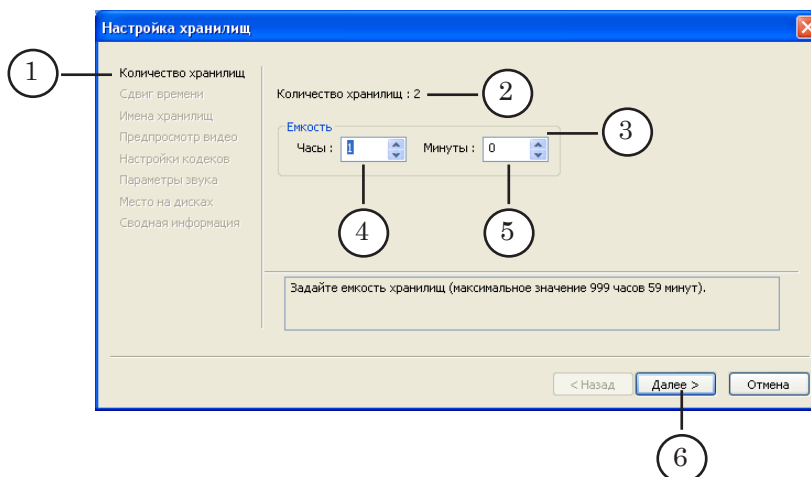 Настройка хранилищ
1
Количество хранилищ
Сдвиг времени
Имена хранилищ
Предпросмотр видео
Настройки кодеков
Параметры звука
Место на дисках
Сводная информация
Количество хранилищ : 2
2
Емкость
3
Часы : 1 Минуты : 0
4
5
Задайте емкость хранилищ (максимальное значение 999 часов 59 минут).
< Назад Далее > Отмена
6